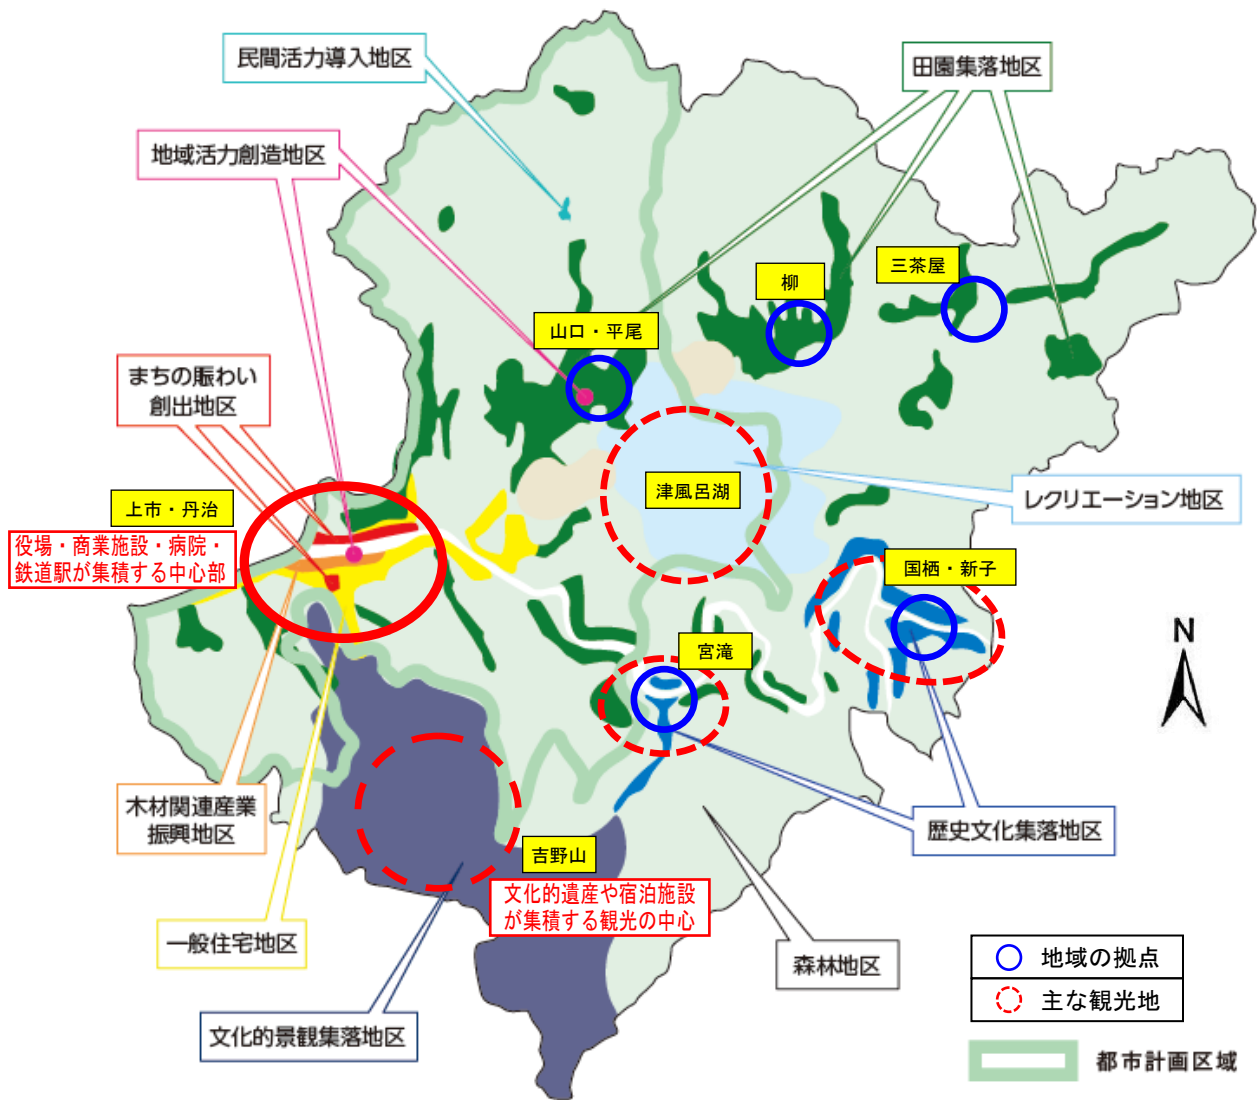 民間活力導入地区
田園集落地区
地域活力創造地区
三茶屋
柳
山口・平尾
まちの賑わい
創出地区
津風呂湖
レクリエーション地区
上市・丹治
役場・商業施設・病院・
鉄道駅が集積する中心部
国栖・新子
宮滝
N
木材関連産業
振興地区
歴史文化集落地区
吉野山
文化的遺産や宿泊施設
が集積する観光の中心
一般住宅地区
森林地区
文化的景観集落地区
地域の拠点
主な観光地
都市計画区域